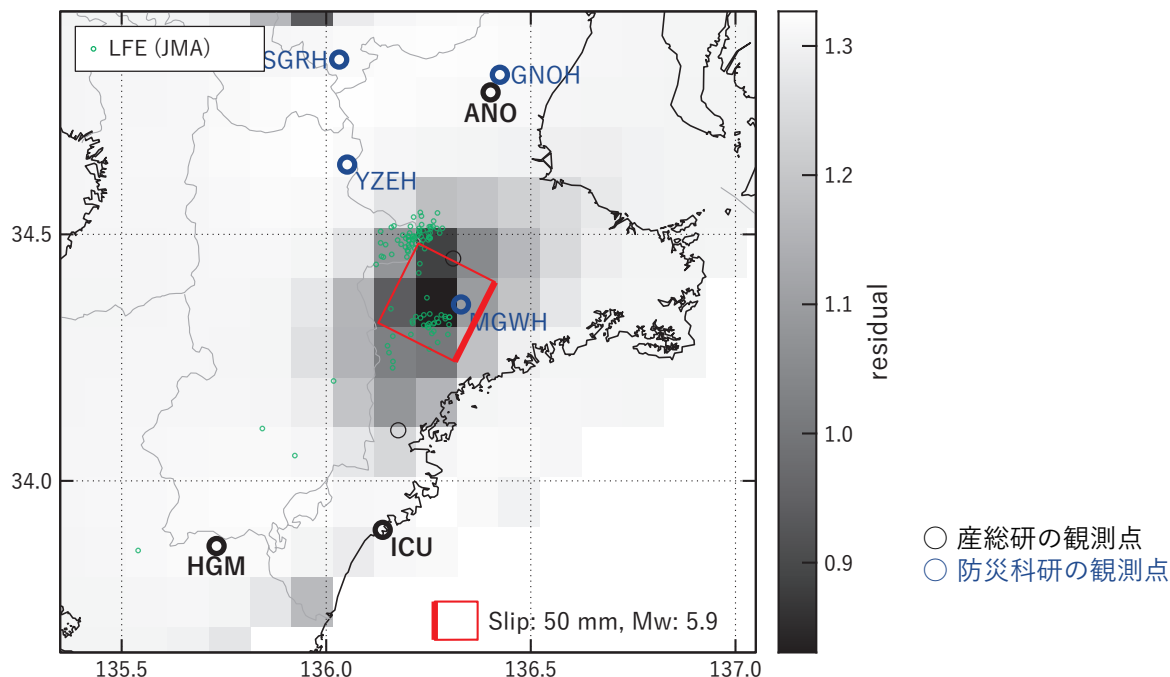 LFE (JMA)
SGRH
GNOH
ANO
YZEH
MGWH
HGM
ICU
Slip: 50 mm, Mw: 5.9
34.5
34.0
135.5
136.0
136.5
137.0
1.3
1.2
1.1
1.0
0.9
residual
産総研の観測点
防災科研の観測点